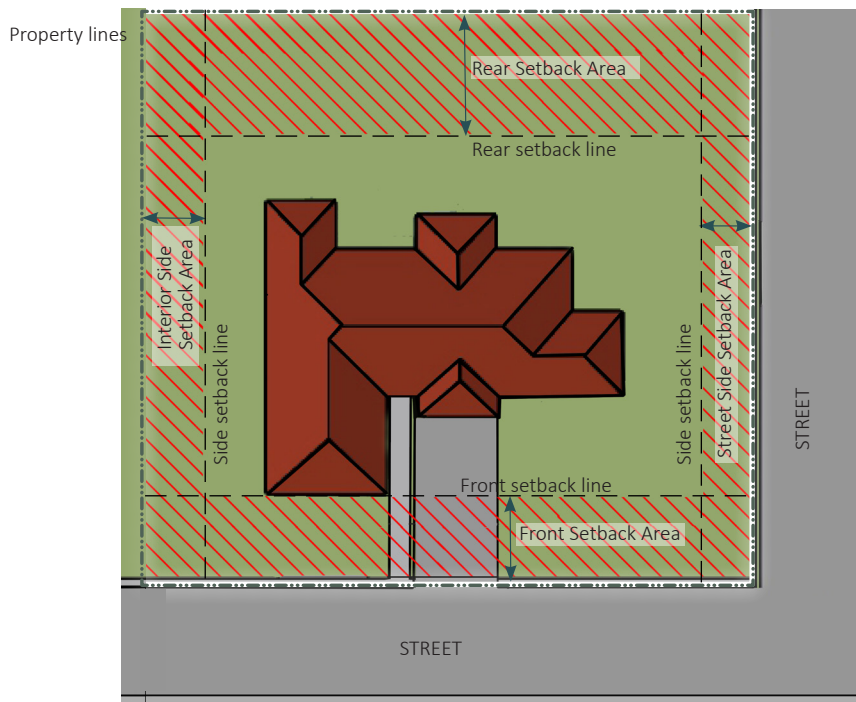 Property lines
Rear Setback Area
Rear setback line
Interior Side
Setback Area
Side setback line
Side setback line
Street Side Setback Area
STREET
Front setback line
Front Setback Area
STREET